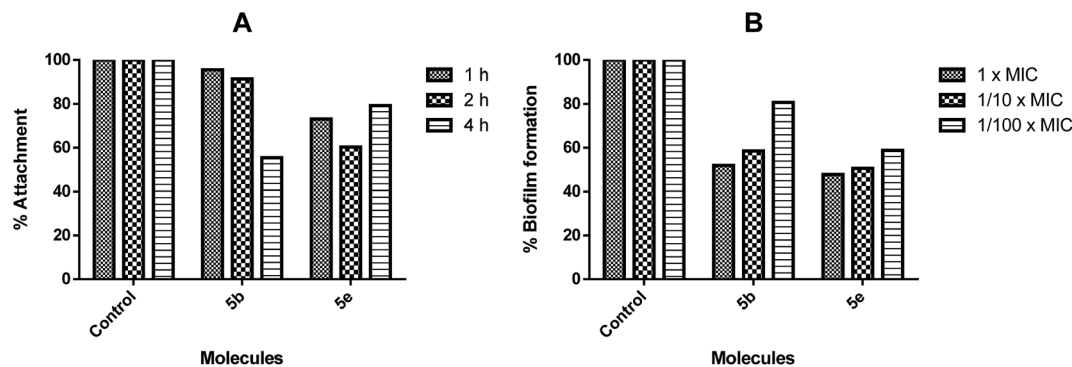 A
% Attachment
100
80
60
40
20
0
Control
5b
5e
Molecules
1 h
2 h
4 h
B
% Biofilm formation
100
80
60
40
20
0
Control
5b
5e
Molecules
1 x MIC
1/10 x MIC
1/100 x MIC